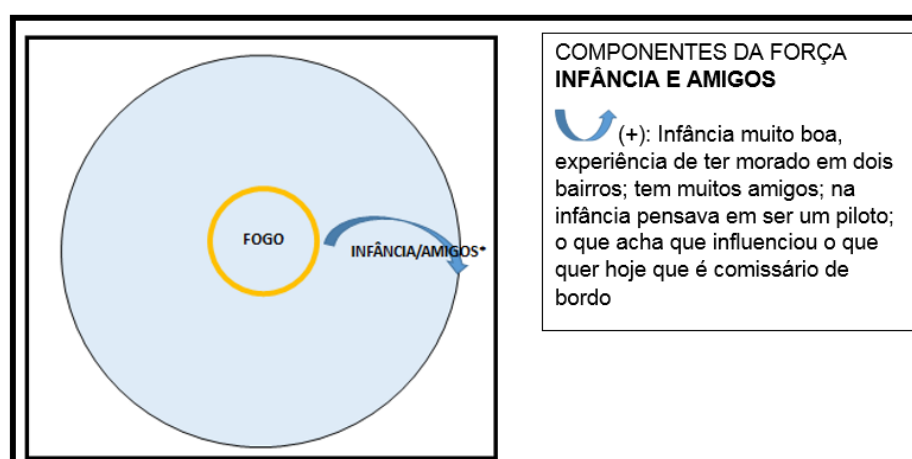 FOGO
INFÂNCIA/AMIGOS*
COMPONENTES DA FORÇA
INFÂNCIA E AMIGOS
(+): Infância muito boa,
experiência de ter morado em dois
bairros; tem muitos amigos; na
infância pensava em ser um piloto;
o que acha que influenciou o que
quer hoje que é comissário de
bordo